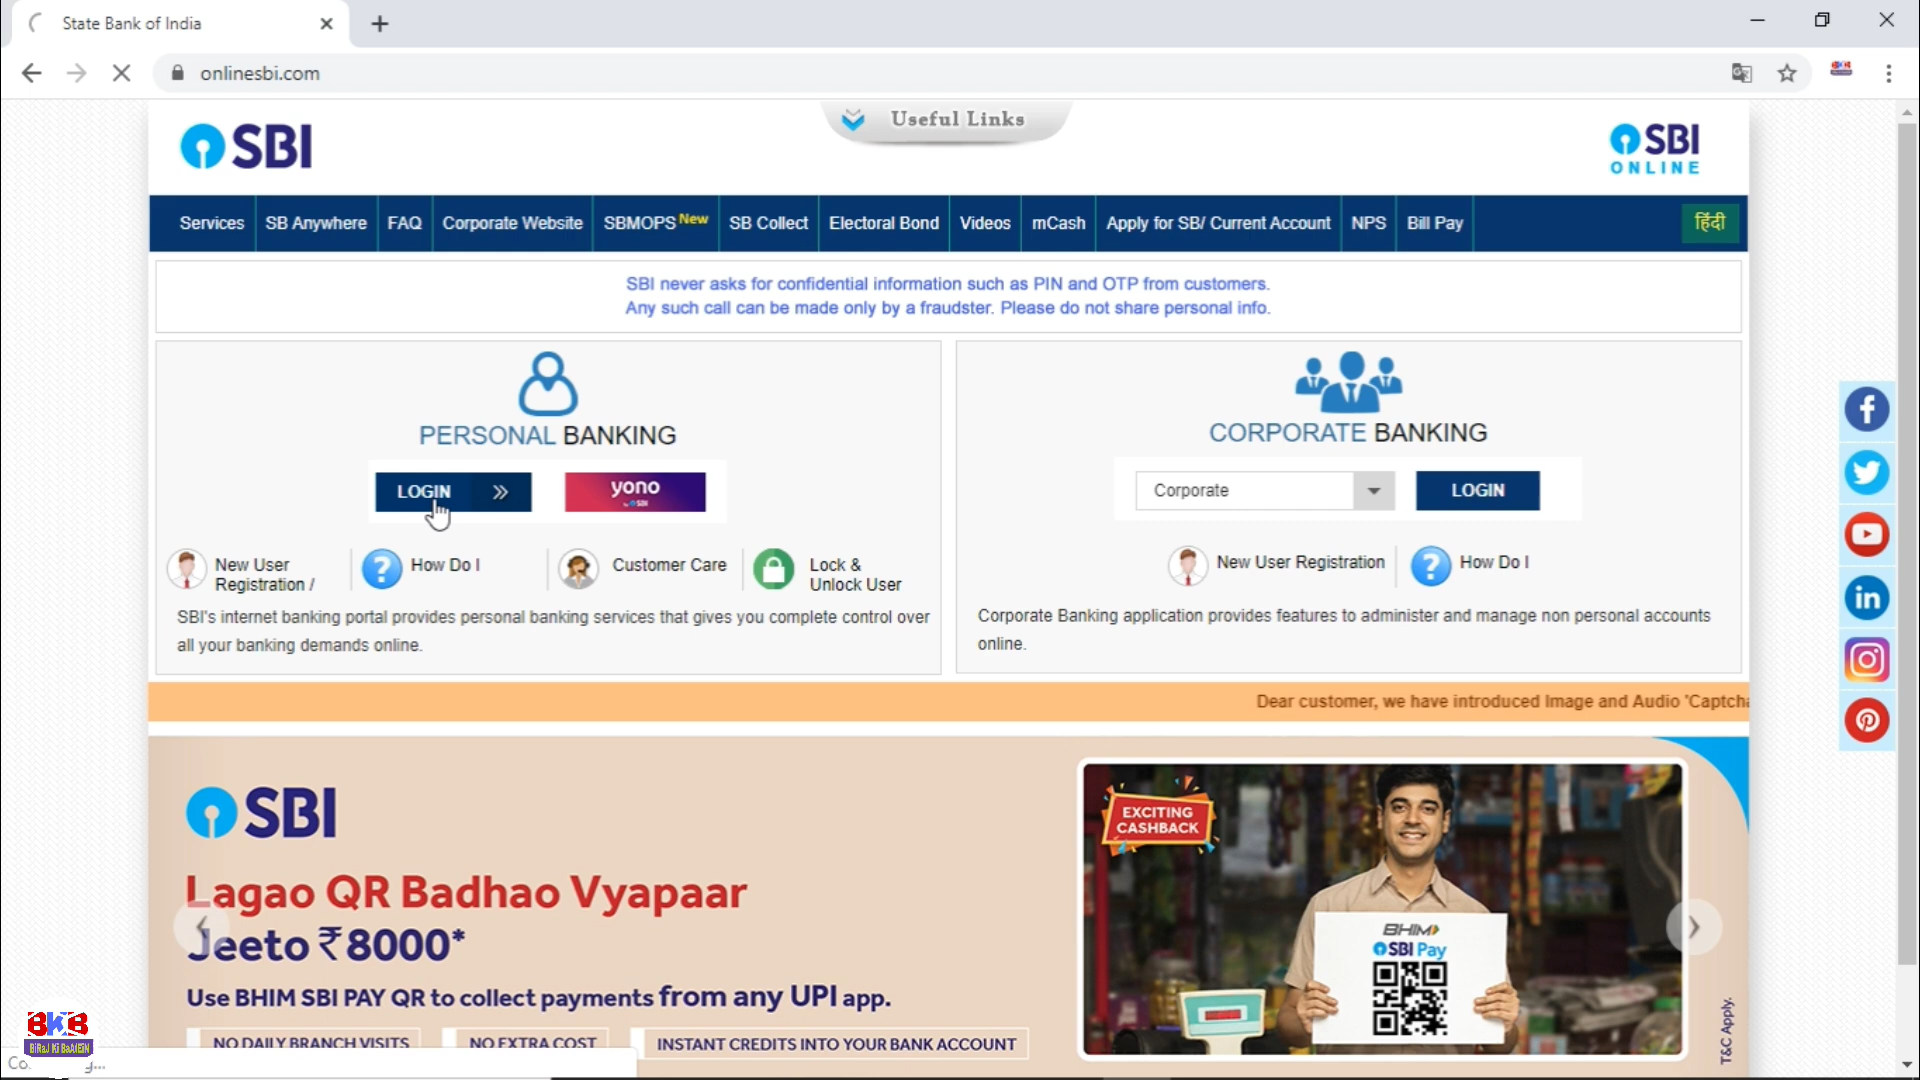 State Bank of India
onlinesbi.com
Useful Links
SBI
SBI
ONLINE
Services SB Anywhere FAQ Corporate Website SBMOPS New SB Collect Electoral Bond Videos mCash Apply for SB/ Current Account NPS Bill Pay हिंदी
SBI never asks for confidential information such as PIN and OTP from customers.
Any such call can be made only by a fraudster. Please do not share personal info.
PERSONAL BANKING
LOGIN
yono
by SBI
New User
Registration /
How Do I
Customer Care
Lock &
Unlock User
SBI's internet banking portal provides personal banking services that gives you complete control over
all your banking demands online.
CORPORATE BANKING
Corporate
LOGIN
New User Registration
How Do I
Corporate Banking application provides features to administer and manage non personal accounts
online.
Dear customer, we have introduced Image and Audio 'Captcha
SBI
Lagao QR Badhao Vyapaar
Jeeto ₹8000*
Use BHIM SBI PAY QR to collect payments from any UPI app.
NO DAILY BRANCH VISITS
NO EXTRA COST
INSTANT CREDITS INTO YOUR BANK ACCOUNT
EXCITING
CASHBACK
BHIM
SBI Pay
T&C Apply.
BKB
BIRAJ KI BAATEIN